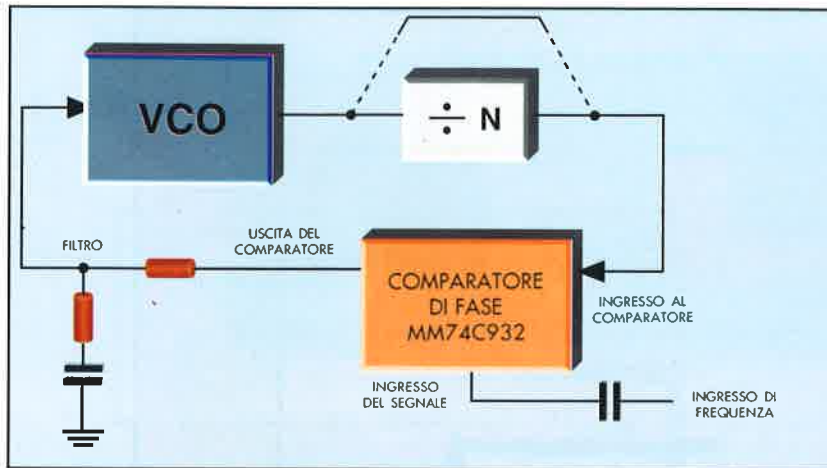 VCO
÷ N
FILTRO
USCITA DEL
COMPARATORE
COMPARATORE
DI FASE
MM74C932
INGRESSO AL
COMPARATORE
INGRESSO
DEL SEGNALE
INGRESSO DI
FREQUENZA